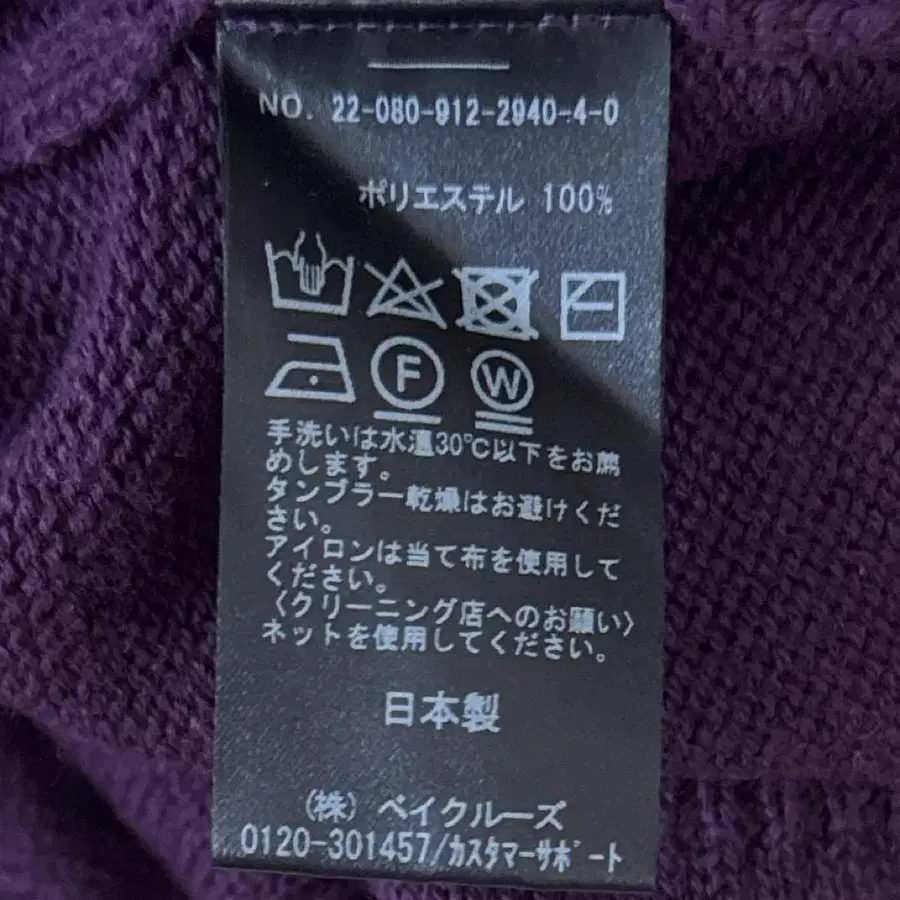 NO. 22-080-912-2940-4-0
ポリエステル 100%
F W
手洗いは水温30℃以下をお薦
めします。
タンブラー乾燥はお避けくだ
さい。
アイロンは当て布を使用して
ください。
〈クリーニング店へのお願い〉
ネットを使用してください。
日本製
(株) ベイクルーズ
0120-301457/カスタマーサポート